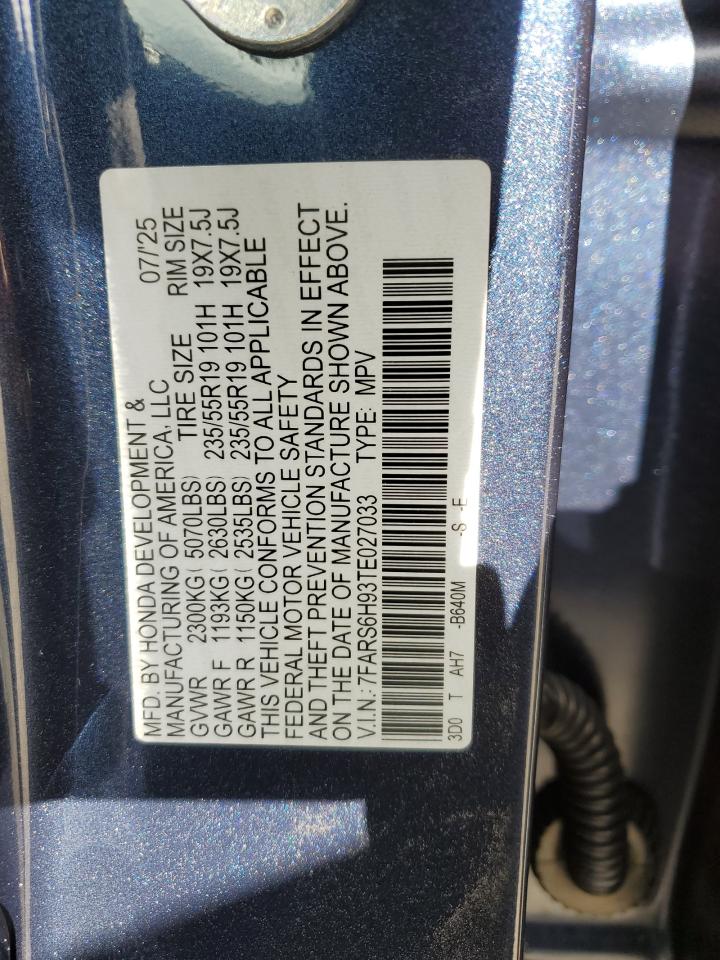 MFD. BY HONDA DEVELOPMENT & 07/'25
MANUFACTURING OF AMERICA, LLC
GVWR 2300KG( 5070LBS) TIRE SIZE RIM SIZE
GAWR F 1193KG( 2630LBS) 235/55R19 101H 19X7.5J
GAWR R 1150KG( 2535LBS) 235/55R19 101H 19X7.5J
THIS VEHICLE CONFORMS TO ALL APPLICABLE
FEDERAL MOTOR VEHICLE SAFETY
AND THEFT PREVENTION STANDARDS IN EFFECT
ON THE DATE OF MANUFACTURE SHOWN ABOVE.
V.I.N.: 7FARS6H93TE027033 TYPE: MPV
3D0 T AH7 -B640M -S -E